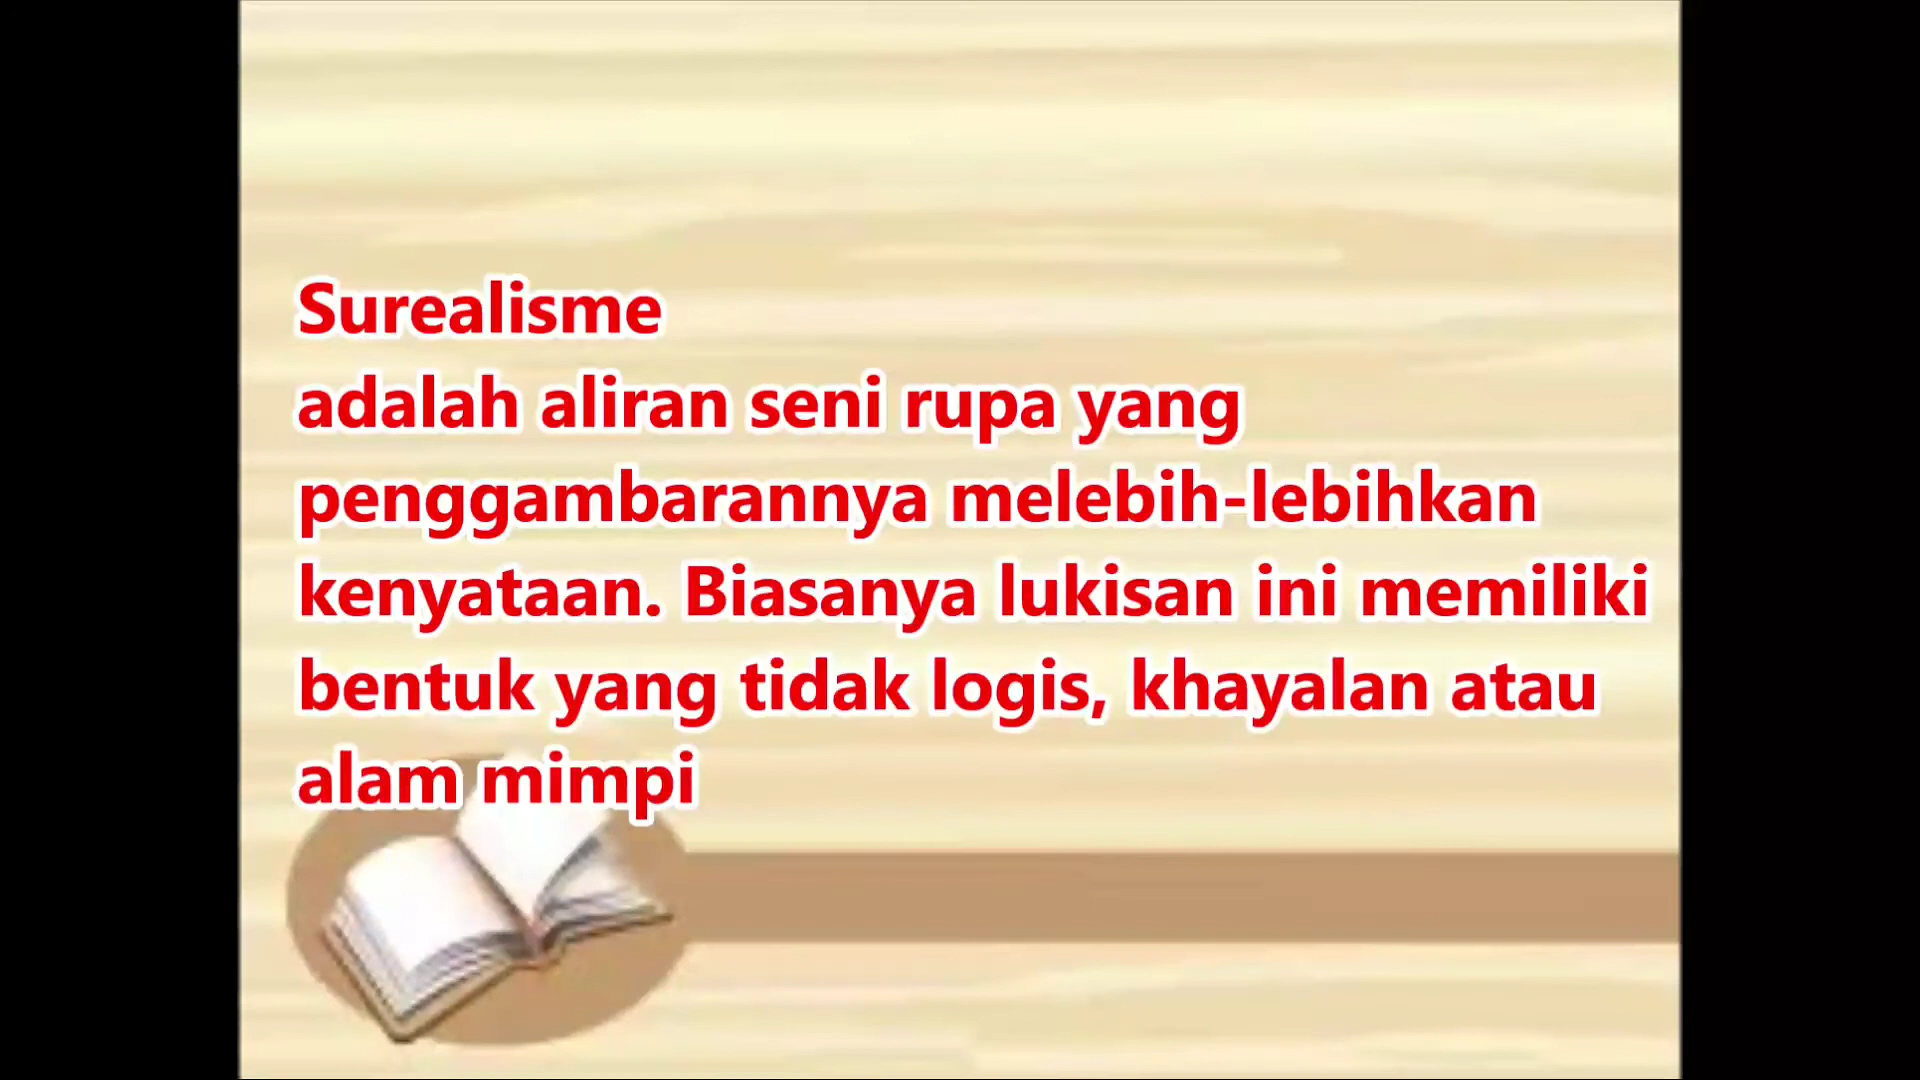 Surealisme
adalah aliran seni rupa yang
penggambarannya melebih-lebihkan
kenyataan. Biasanya lukisan ini memiliki
bentuk yang tidak logis, khayalan atau
alam mimpi